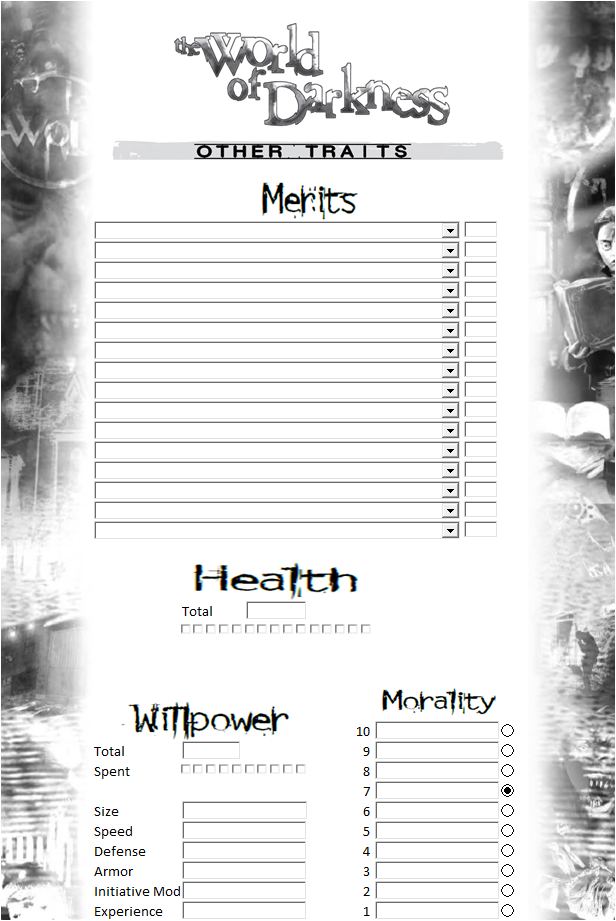 the World
of Darkness
OTHER TRAITS
Merits
Health
Total
Willpower
Total
Spent
Size
Speed
Defense
Armor
Initiative Mod
Experience
Morality
10
9
8
7
6
5
4
3
2
1